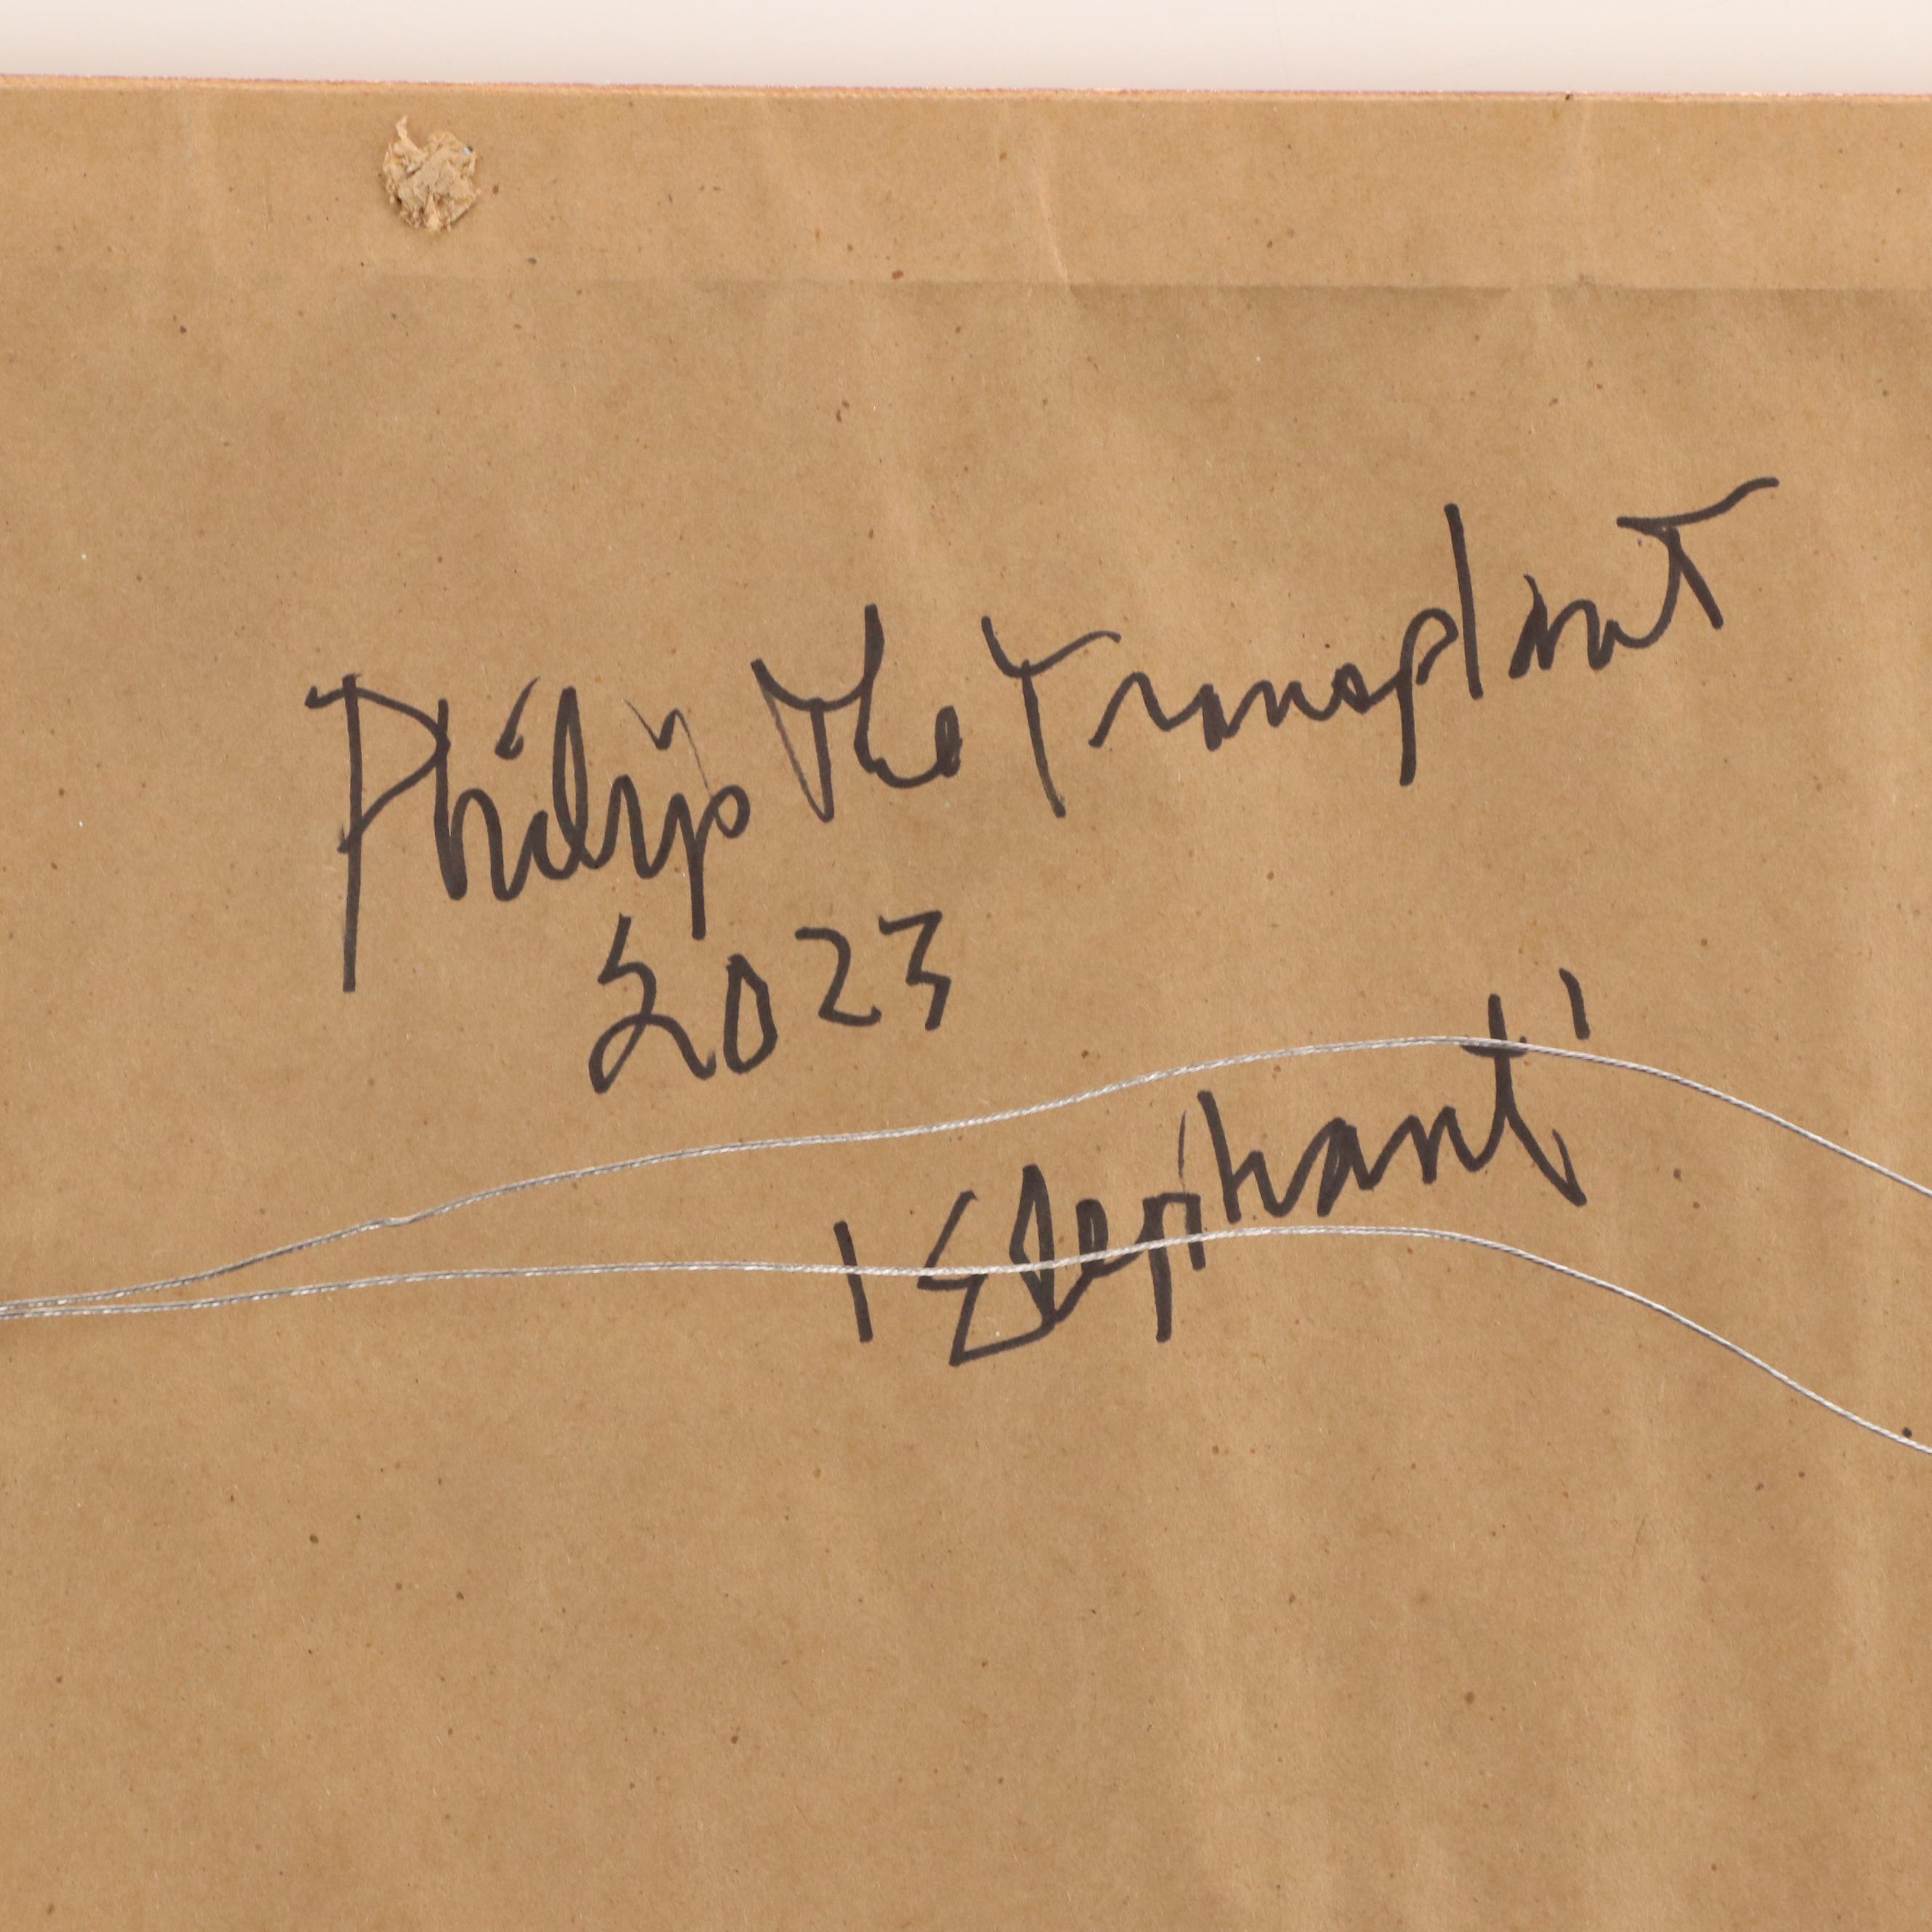 Philip The Transplant
2023
'Elephant'